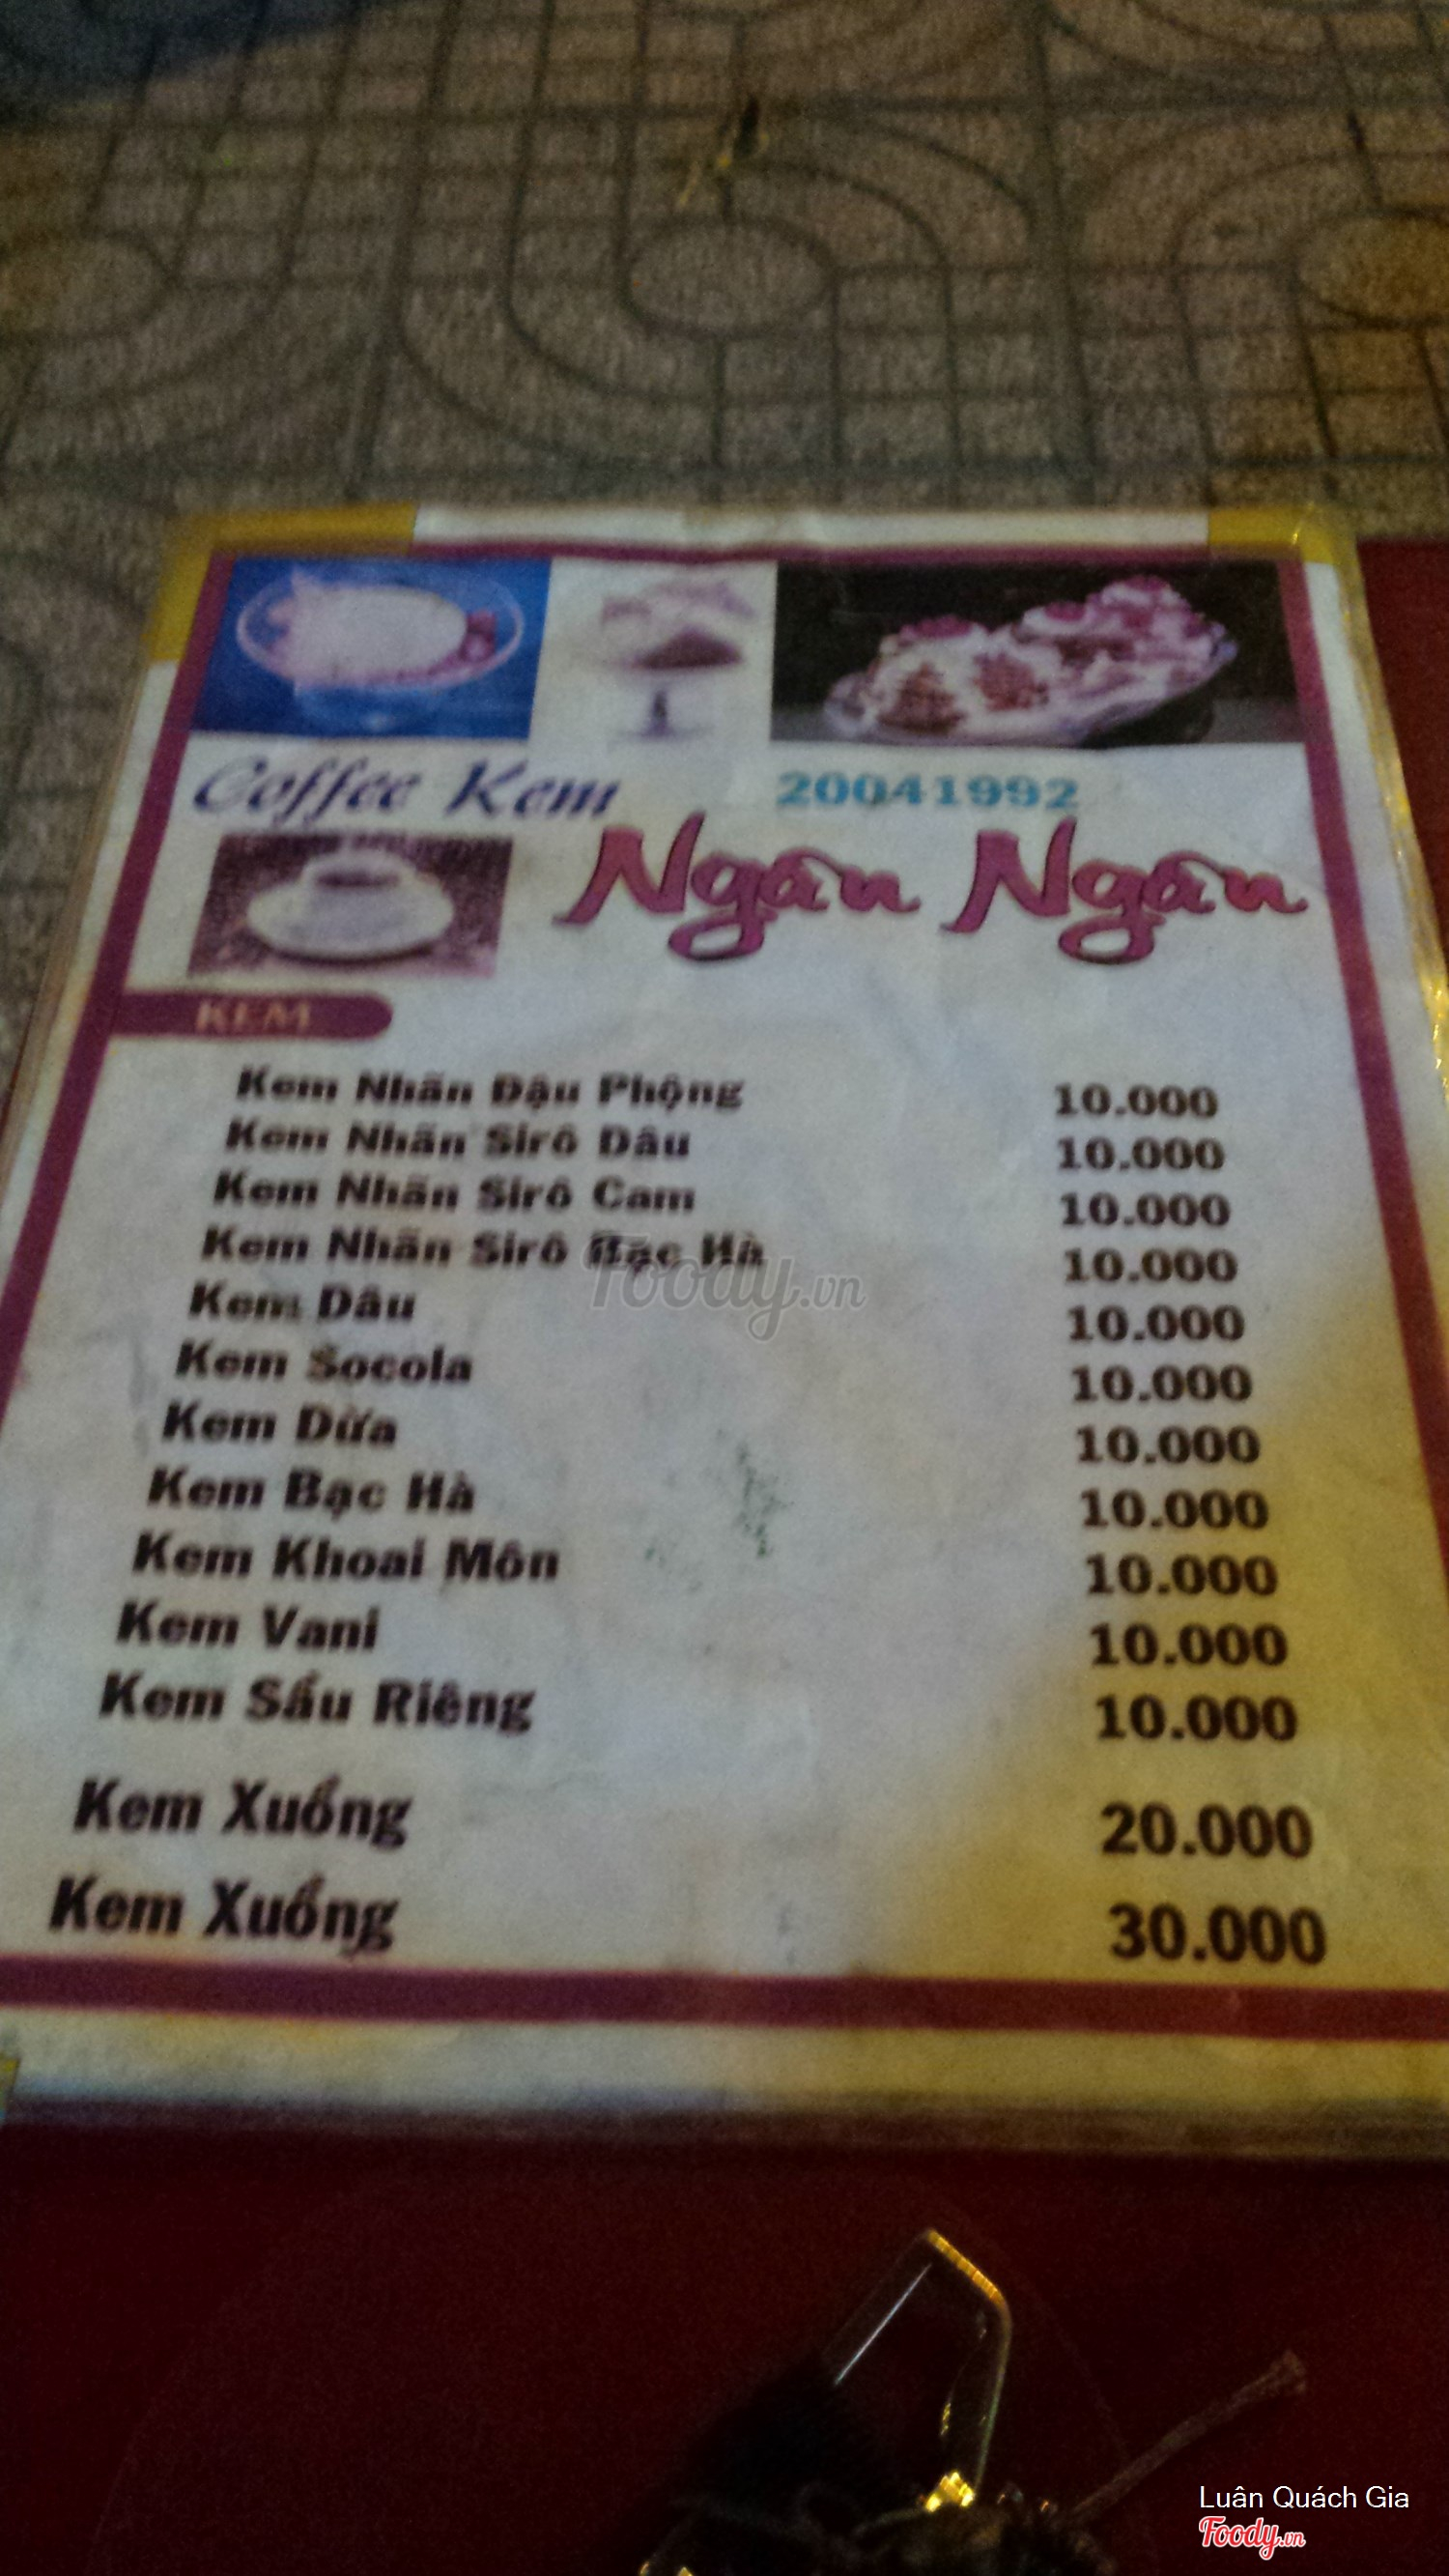 Coffee Kem
20041992
Ngân Ngân
KEM
Kem Nhãn Đậu Phộng 10.000
Kem Nhãn Sirô Dâu 10.000
Kem Nhãn Sirô Cam 10.000
Kem Nhãn Sirô Bạc Hà 10.000
Kem Dâu 10.000
Kem Socola 10.000
Kem Dừa 10.000
Kem Bạc Hà 10.000
Kem Khoai Môn 10.000
Kem Vani 10.000
Kem Sầu Riêng 10.000
Kem Xuồng 20.000
Kem Xuồng 30.000
Foody.vn
Luân Quách Gia
Foody.vn